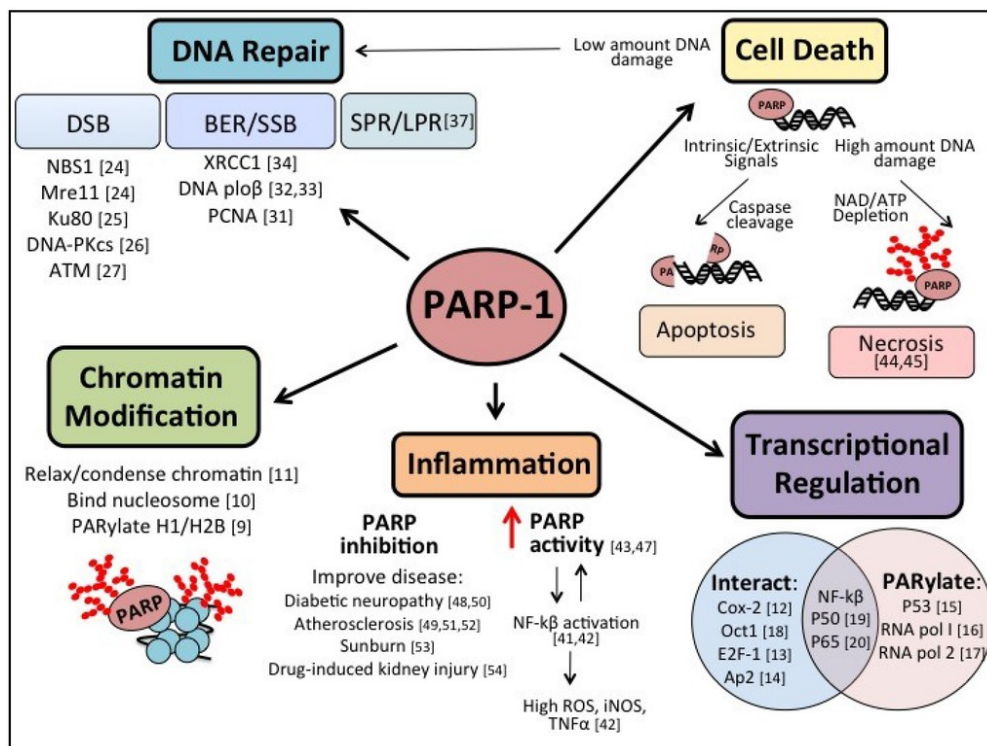 DNA Repair
Low amount DNA
damage
Cell Death
DSB
BER/SSB
SPR/LPR[37]
NBS1 [24]
Mre11 [24]
Ku80 [25]
DNA-PKcs [26]
ATM [27]
XRCC1 [34]
DNA ploβ [32,33]
PCNA [31]
PARP
Intrinsic/Extrinsic
Signals
High amount DNA
damage
Caspase
cleavage
NAD/ATP
Depletion
PA
RP
PARP
Apoptosis
Necrosis
[44,45]
PARP-1
Chromatin
Modification
Relax/condense chromatin [11]
Bind nucleosome [10]
PARylate H1/H2B [9]
PARP
Inflammation
PARP
inhibition
Improve disease:
Diabetic neuropathy [48,50]
Atherosclerosis [49,51,52]
Sunburn [53]
Drug-induced kidney injury [54]
PARP
activity [43,47]
NF-kβ activation
[41,42]
High ROS, iNOS,
TNFα [42]
Transcriptional
Regulation
Interact:
Cox-2 [12]
Oct1 [18]
E2F-1 [13]
Ap2 [14]
NF-kβ
P50 [19]
P65 [20]
PARylate:
P53 [15]
RNA pol I [16]
RNA pol 2 [17]